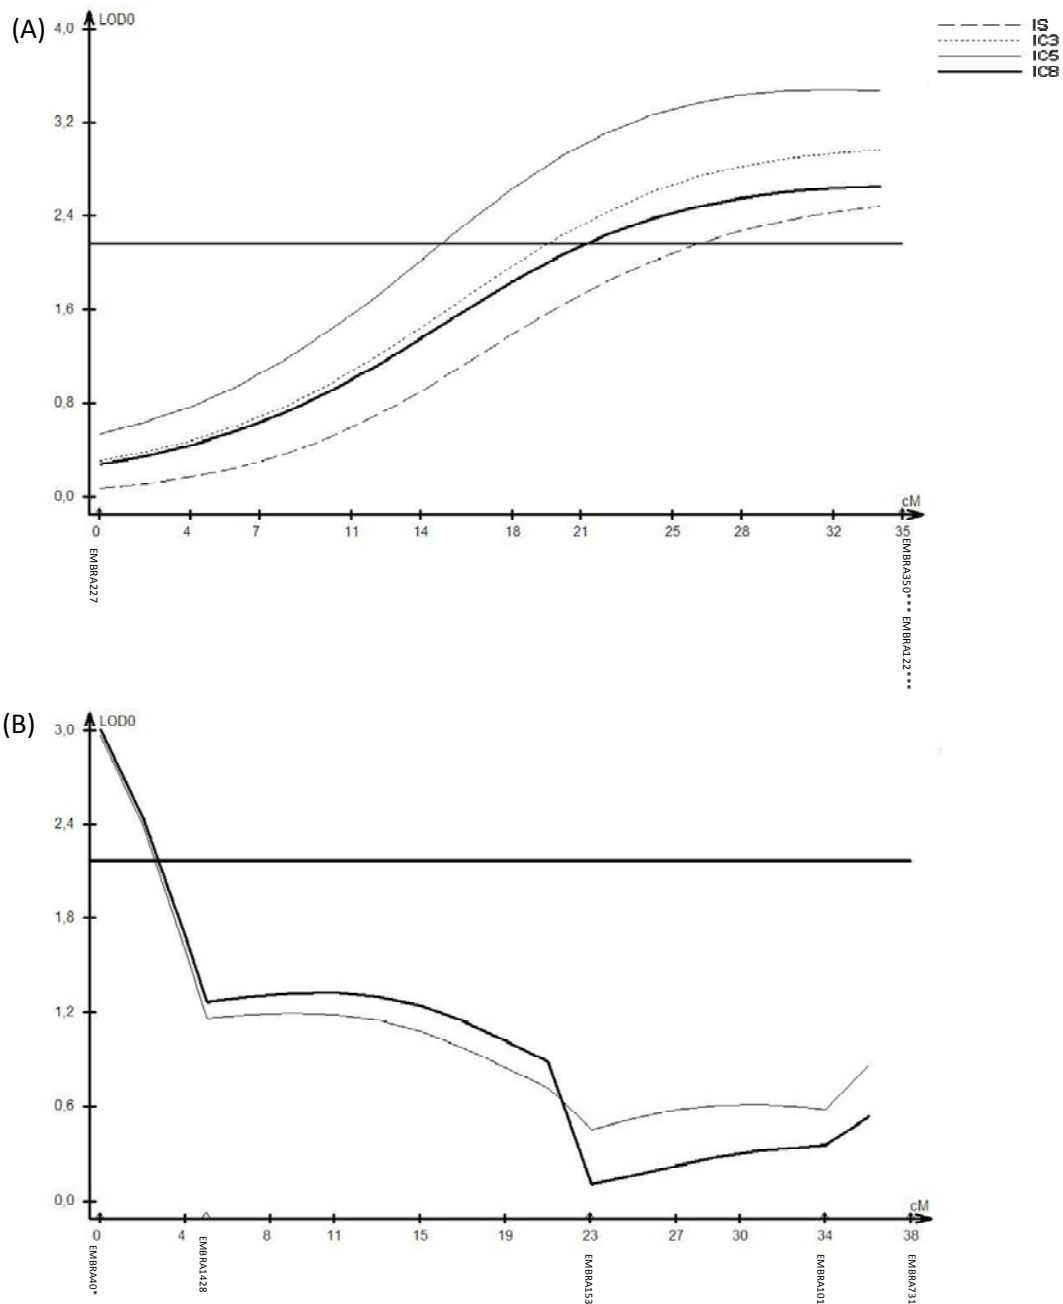 (A)
LOD0
4,0
3,2
2,4
1,6
0,8
0,0
IS
IC3
IC5
IC8
cM
0 4 7 11 14 18 21 25 28 32 35
EMBRA227
EMBRA350*** EMBRA122***
(B)
LOD0
3,0
2,4
1,8
1,2
0,6
0,0
cM
0 4 8 11 15 19 23 27 30 34 38
EMBRA40*
EMBRA1428
EMBRA153
EMBRA101
EMBRA731